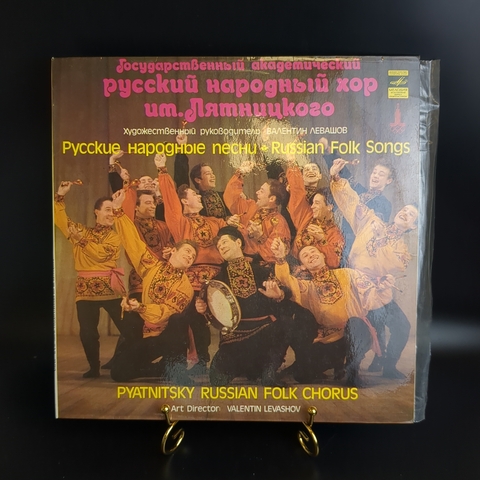 Государственный академический
русский народный хор
им. Пятницкого
Художественный руководитель ВАЛЕНТИН ЛЕВАШОВ
Русские народные песни • Russian Folk Songs
PYATNITSKY RUSSIAN FOLK CHORUS
Art Director: VALENTIN LEVASHOV